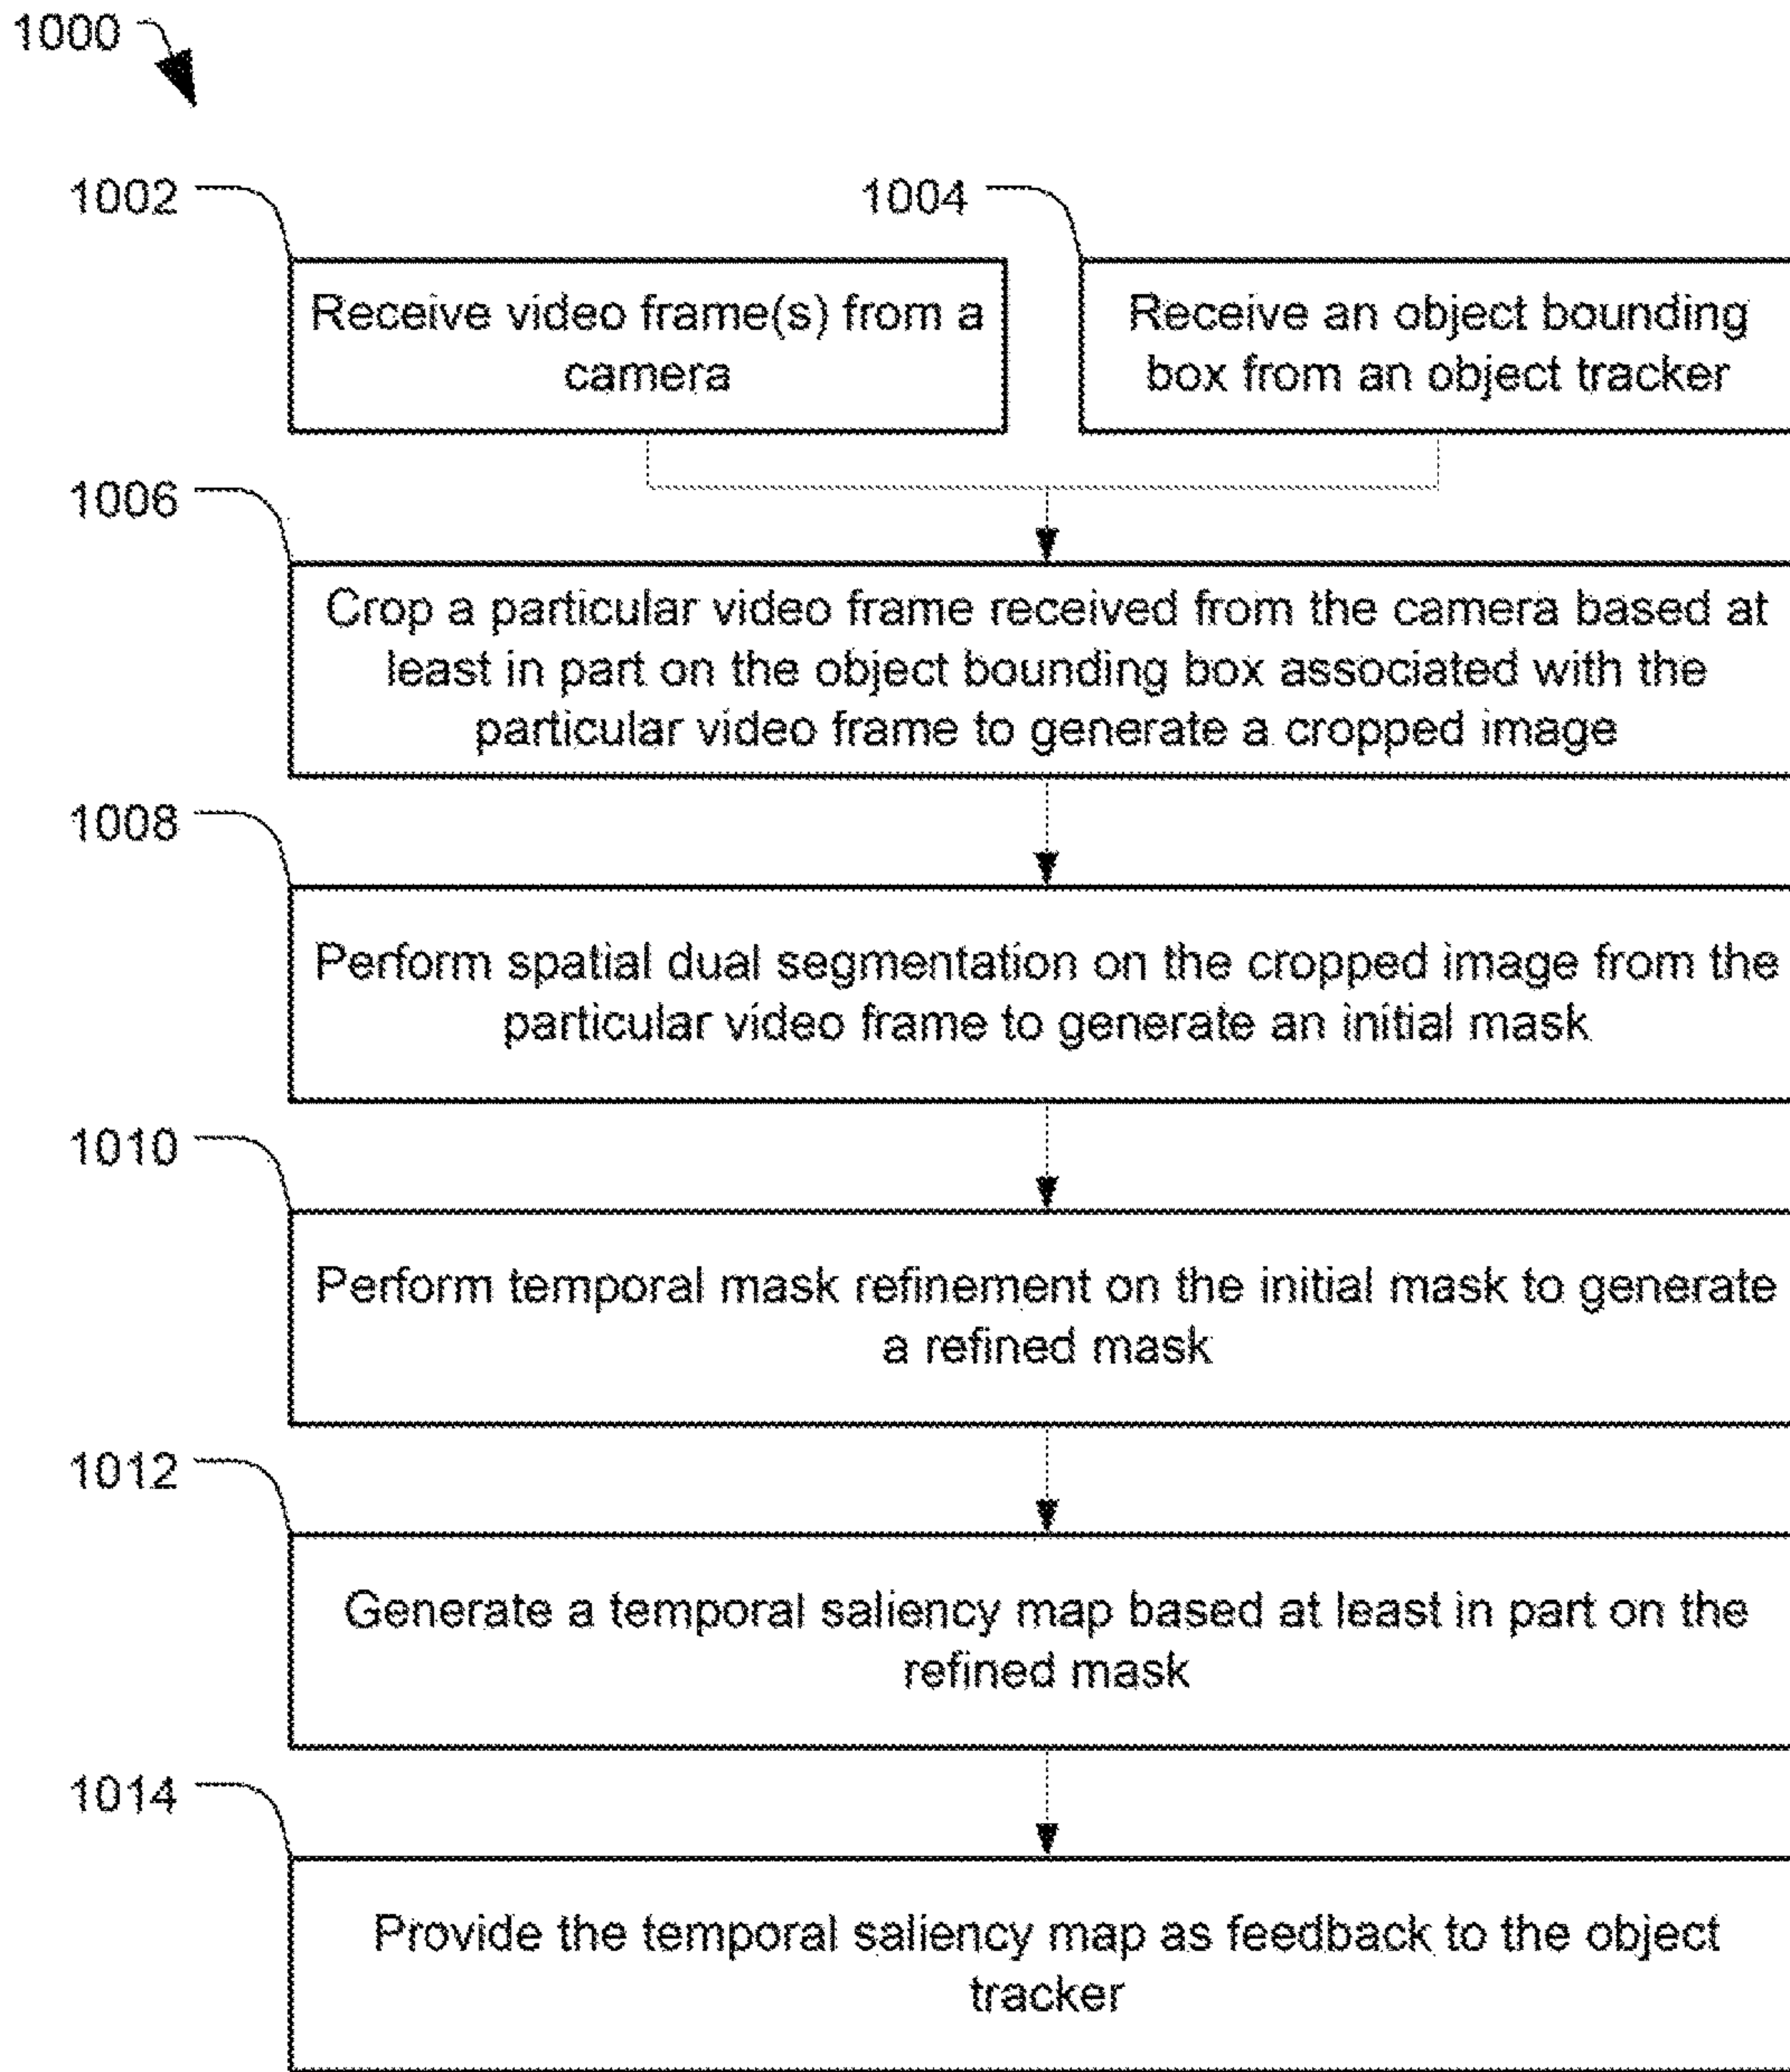 1000
1002
1004
Receive video frame(s) from a
camera
Receive an object bounding
box from an object tracker
1006
Crop a particular video frame received from the camera based at
least in part on the object bounding box associated with the
particular video frame to generate a cropped image
1008
Perform spatial dual segmentation on the cropped image from the
particular video frame to generate an initial mask
1010
Perform temporal mask refinement on the initial mask to generate
a refined mask
1012
Generate a temporal saliency map based at least in part on the
refined mask
1014
Provide the temporal saliency map as feedback to the object
tracker